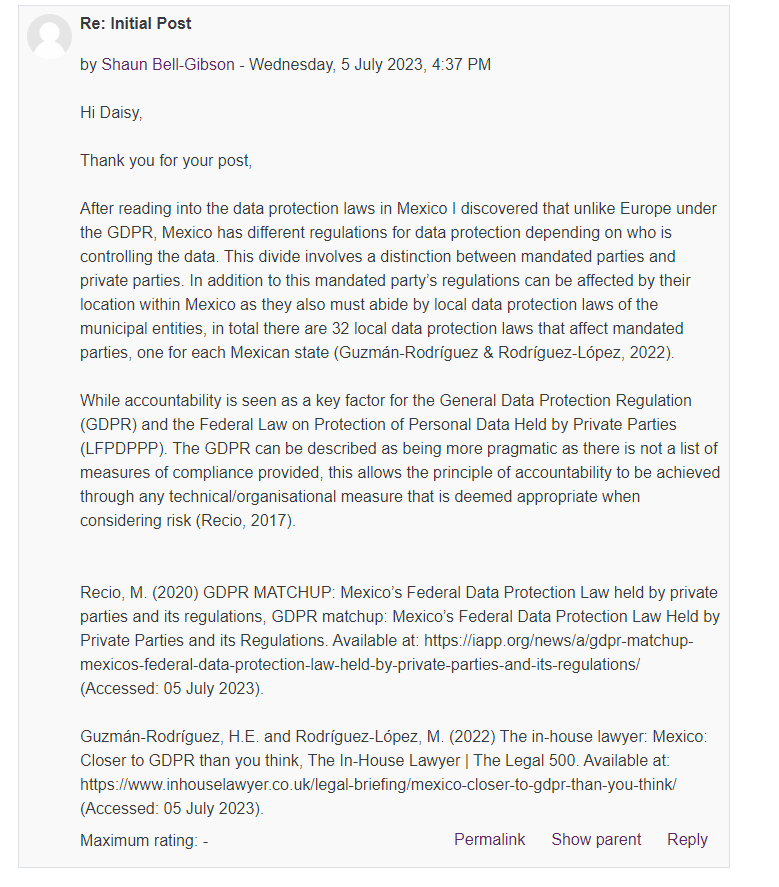 Re: Initial Post
by Shaun Bell-Gibson - Wednesday, 5 July 2023, 4:37 PM
Hi Daisy,
Thank you for your post,
After reading into the data protection laws in Mexico I discovered that unlike Europe under
the GDPR, Mexico has different regulations for data protection depending on who is
controlling the data. This divide involves a distinction between mandated parties and
private parties. In addition to this mandated party’s regulations can be affected by their
location within Mexico as they also must abide by local data protection laws of the
municipal entities, in total there are 32 local data protection laws that affect mandated
parties, one for each Mexican state (Guzmán-Rodríguez & Rodríguez-López, 2022).
While accountability is seen as a key factor for the General Data Protection Regulation
(GDPR) and the Federal Law on Protection of Personal Data Held by Private Parties
(LFPDPPP). The GDPR can be described as being more pragmatic as there is not a list of
measures of compliance provided, this allows the principle of accountability to be achieved
through any technical/organisational measure that is deemed appropriate when
considering risk (Recio, 2017).
Recio, M. (2020) GDPR MATCHUP: Mexico’s Federal Data Protection Law held by private
parties and its regulations, GDPR matchup: Mexico’s Federal Data Protection Law Held by
Private Parties and its Regulations. Available at: https://iapp.org/news/a/gdpr-matchup-
mexicos-federal-data-protection-law-held-by-private-parties-and-its-regulations/
(Accessed: 05 July 2023).
Guzmán-Rodríguez, H.E. and Rodríguez-López, M. (2022) The in-house lawyer: Mexico:
Closer to GDPR than you think, The In-House Lawyer | The Legal 500. Available at:
https://www.inhouselawyer.co.uk/legal-briefing/mexico-closer-to-gdpr-than-you-think/
(Accessed: 05 July 2023).
Maximum rating: - Permalink Show parent Reply